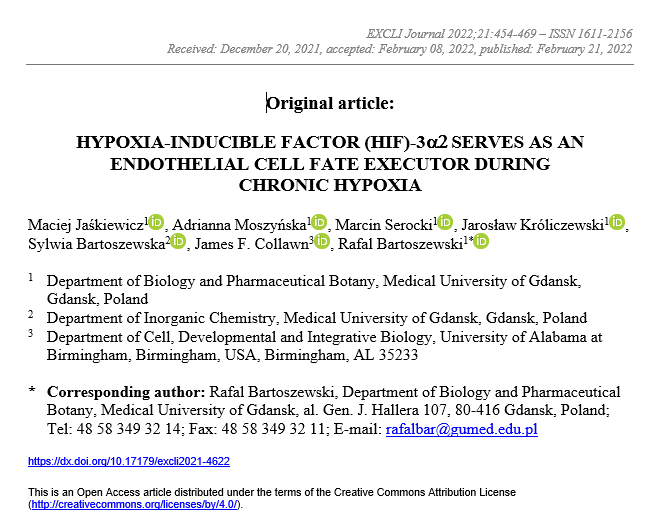 EXCLI Journal 2022;21:454-469 – ISSN 1611-2156
Received: December 20, 2021, accepted: February 08, 2022, published: February 21, 2022
Original article:
HYPOXIA-INDUCIBLE FACTOR (HIF)-3α2 SERVES AS AN
ENDOTHELIAL CELL FATE EXECUTOR DURING
CHRONIC HYPOXIA
Maciej Jaśkiewicz1iD, Adrianna Moszyńska1iD, Marcin Serocki1iD, Jarosław Króliczewski1iD,
Sylwia Bartoszewska2iD, James F. Collawn3iD, Rafal Bartoszewski1*iD
1 Department of Biology and Pharmaceutical Botany, Medical University of Gdansk,
Gdansk, Poland
2 Department of Inorganic Chemistry, Medical University of Gdansk, Gdansk, Poland
3 Department of Cell, Developmental and Integrative Biology, University of Alabama at
Birmingham, Birmingham, USA, Birmingham, AL 35233
* Corresponding author: Rafal Bartoszewski, Department of Biology and Pharmaceutical
Botany, Medical University of Gdansk, al. Gen. J. Hallera 107, 80-416 Gdansk, Poland;
Tel: 48 58 349 32 14; Fax: 48 58 349 32 11; E-mail: rafalbar@gumed.edu.pl
https://dx.doi.org/10.17179/excli2021-4622
This is an Open Access article distributed under the terms of the Creative Commons Attribution License
(http://creativecommons.org/licenses/by/4.0/).